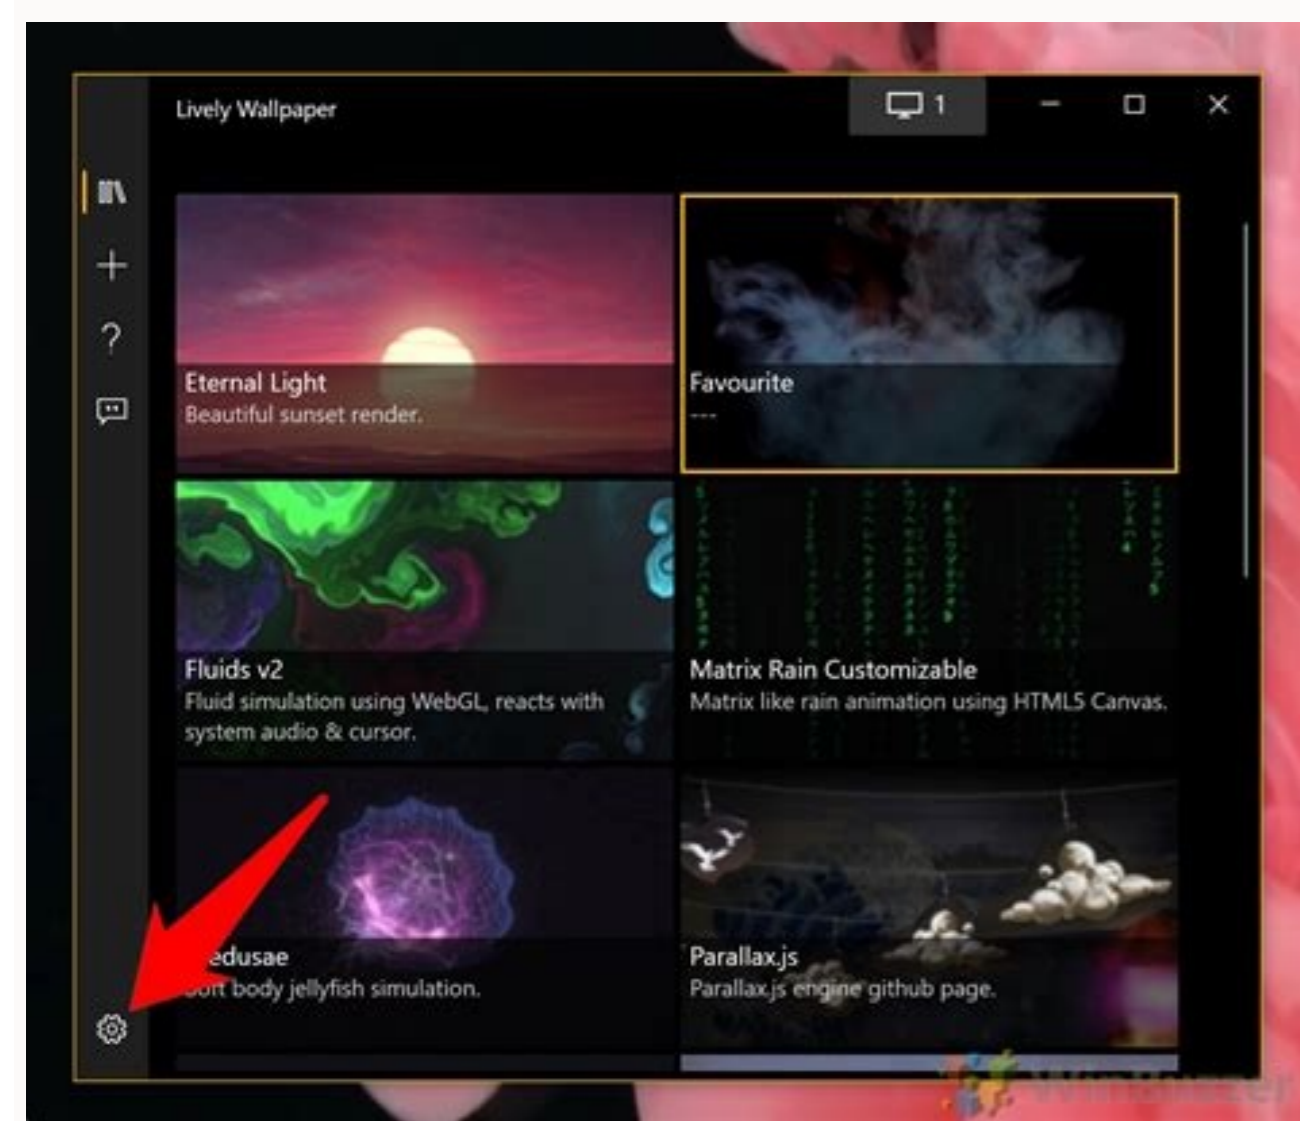 Lively Wallpaper
1
Eternal Light
Beautiful sunset render.
Favourite
---
Fluids v2
Fluid simulation using WebGL, reacts with
system audio & cursor.
Matrix Rain Customizable
Matrix like rain animation using HTML5 Canvas.
edusae
body jellyfish simulation.
Parallax.js
Parallax.js engine github page.
WinBuzzer